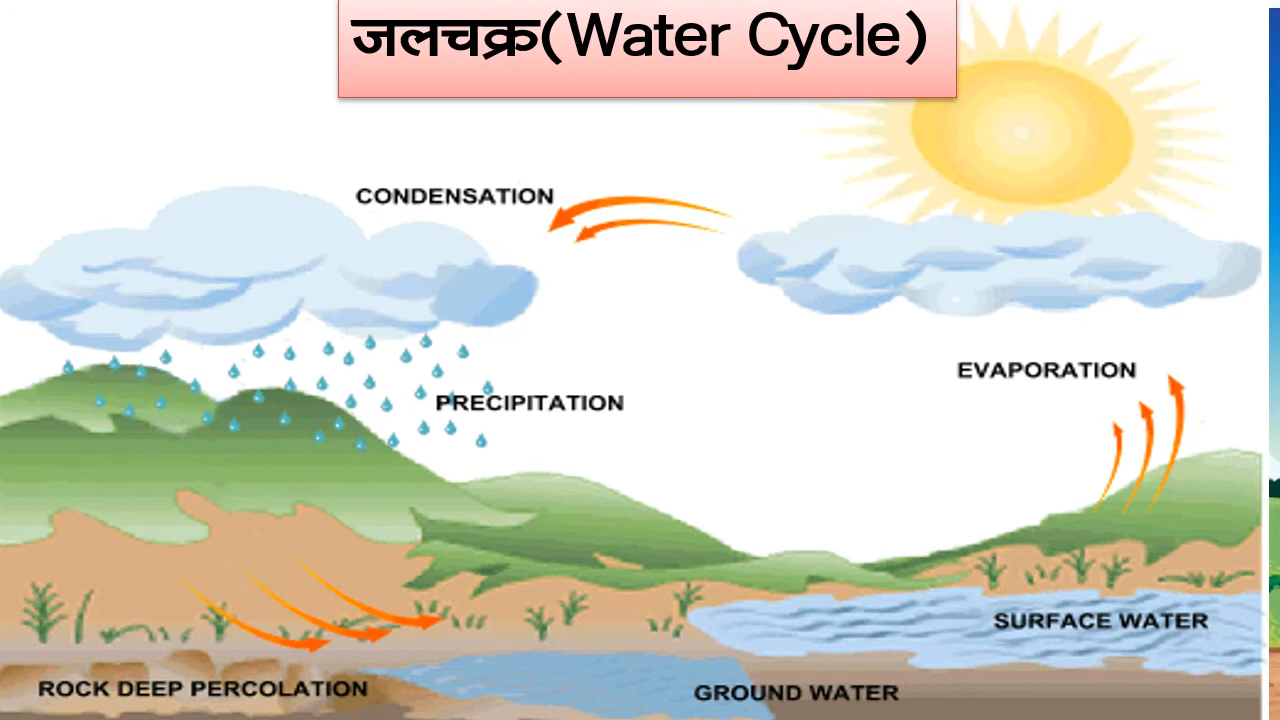 जलचक्र(Water Cycle)
CONDENSATION
EVAPORATION
PRECIPITATION
SURFACE WATER
ROCK DEEP PERCOLATION
GROUND WATER